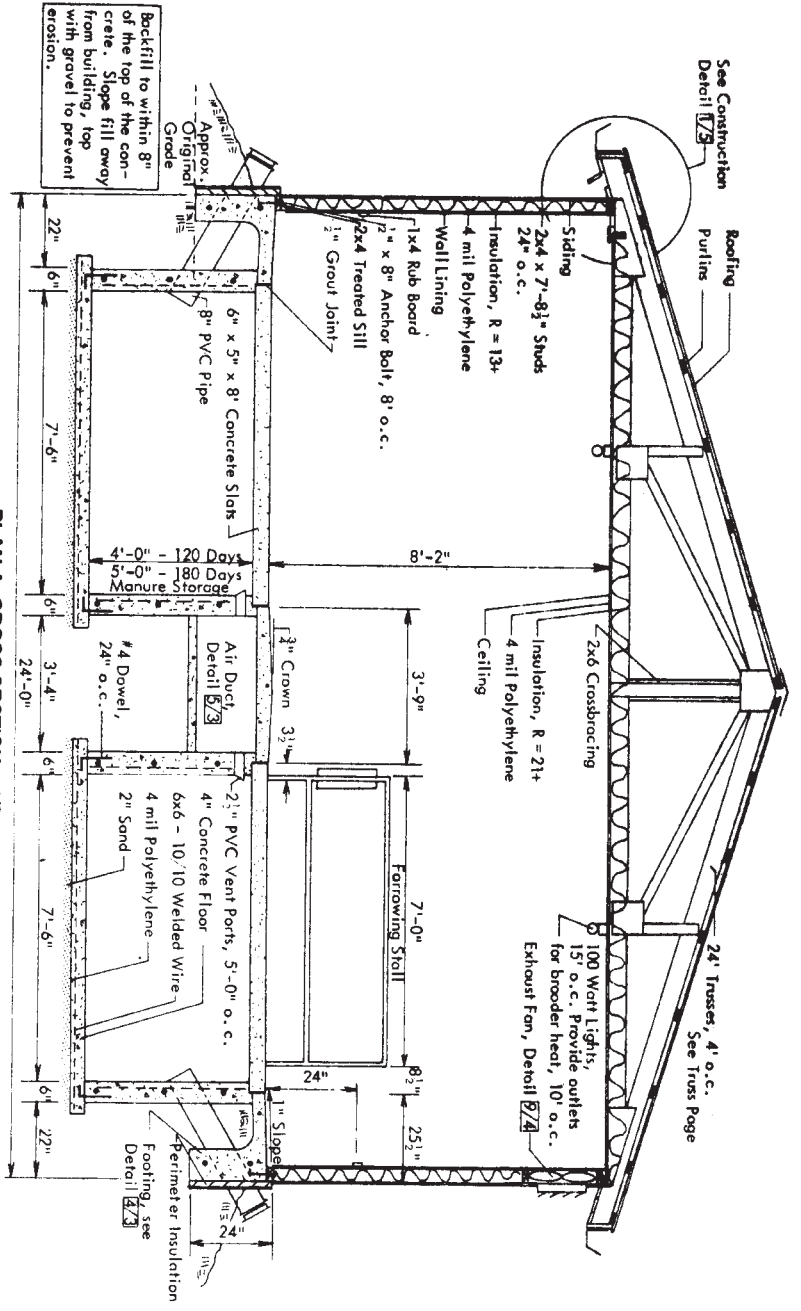 See Construction
Detail 1/5
Roofing
Purlins
24' Trusses, 4' o.c.
See Truss Page
Siding
2x4 x 7'-8½" Studs
24" o.c.
Insulation, R = 13+
4 mil Polyethylene
Wall Lining
1x4 Rub Board
½" x 8" Anchor Bolt, 8' o.c.
2x4 Treated Sill
½" Grout Joint
2x6 Crossbracing
Insulation, R = 21+
4 mil Polyethylene
Ceiling
100 Watt Lights,
15' o.c. Provide outlets
for brooder heat, 10' o.c.
Exhaust Fan, Detail 9/4
8'-2"
3'-9"
7'-0"
Farrowing Stall
8½"
25½"
24"
1" Slope
¾" Crown
3½"
Approx.
Original
Grade
6" x 5" x 8' Concrete Slats
8" PVC Pipe
4'-0" - 120 Days
5'-0" - 180 Days
Manure Storage
Air Duct,
Detail 5/3
#4 Dowel,
24" o.c.
2½" PVC Vent Ports, 5'-0" o.c.
4" Concrete Floor
6x6 - 10/10 Welded Wire
4 mil Polyethylene
2" Sand
Perimeter Insulation
Footing, see
Detail 4/3
24"
Backfill to within 8"
of the top of the con-
crete. Slope fill away
from building, top
with gravel to prevent
erosion.
22"
6"
7'-6"
6"
3'-4"
6"
7'-6"
6"
22"
24'-0"